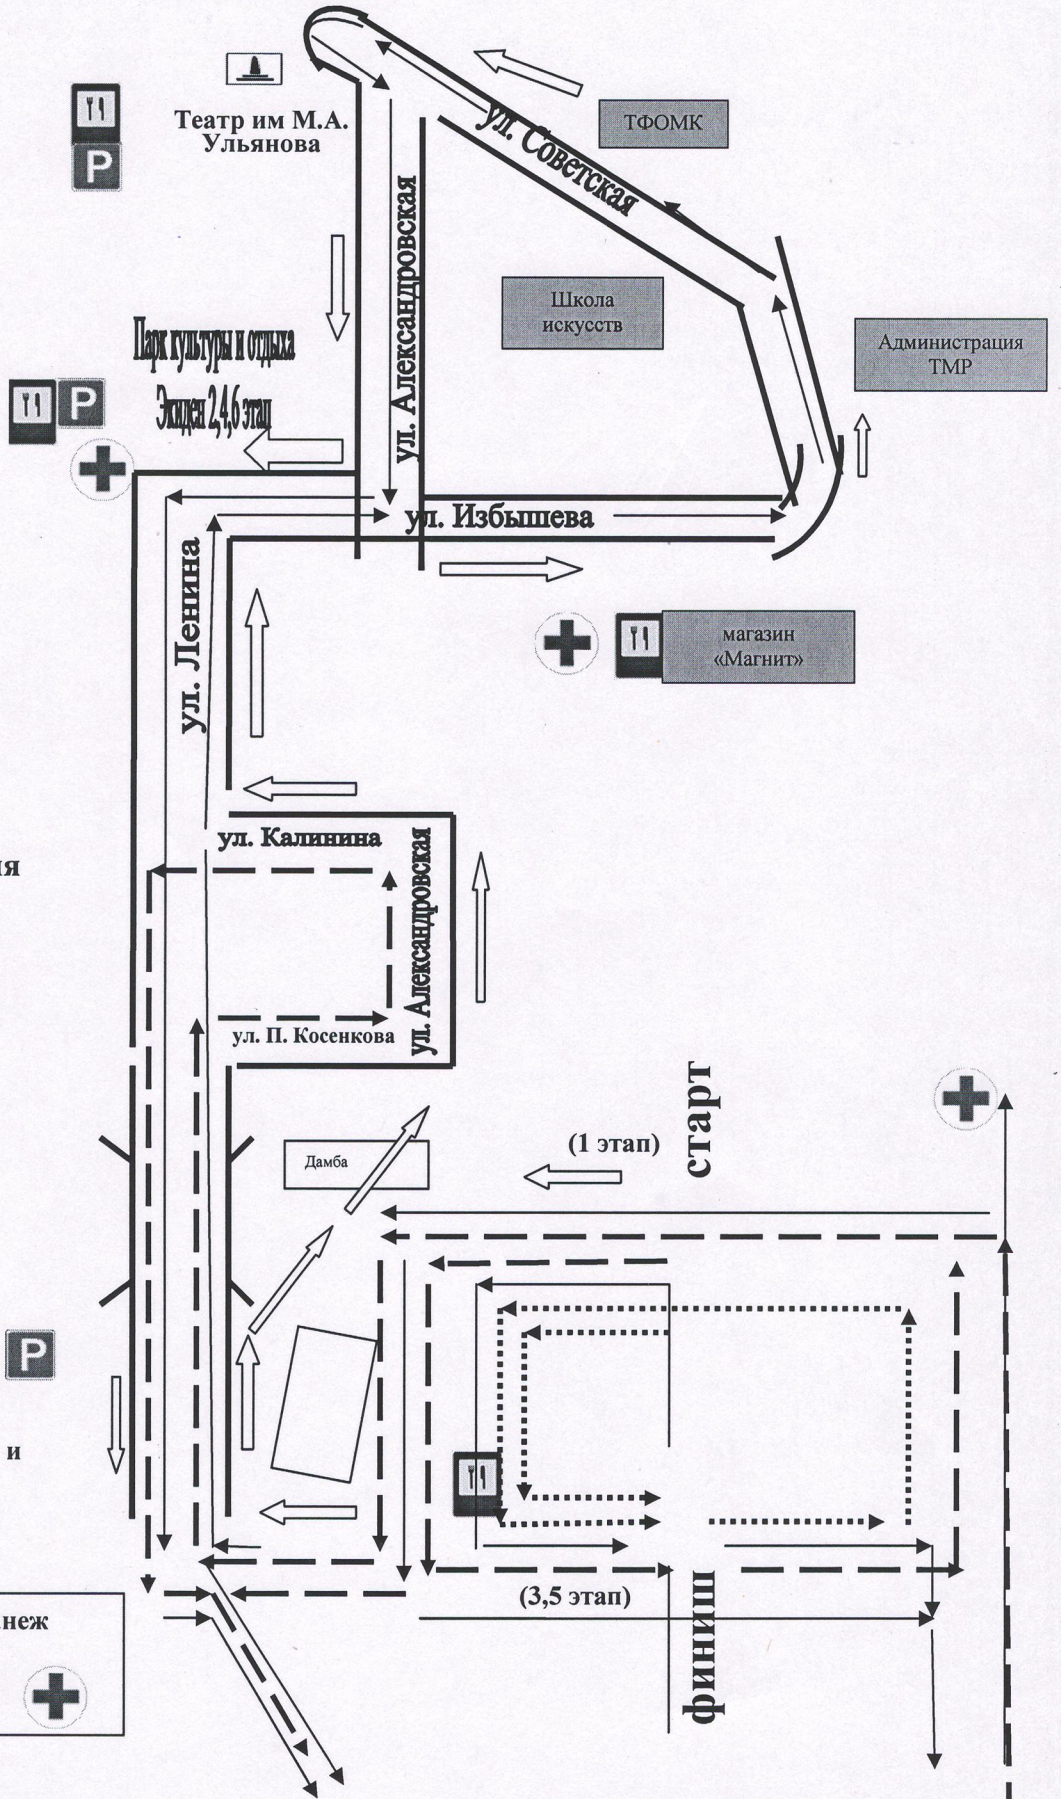 Театр им М.А.
Ульянова
P
ул. Советская
ТФОМК
ул. Александровская
Школа
искусств
Администрация
ТМР
Парк культуры и отдыха
Экиден 2,4,6 этап
P
ул. Избышева
ул. Ленина
магазин
«Магнит»
ул. Калинина
ул. Александровская
ул. П. Косенкова
Дамба
(1 этап)
старт
P
и
(3,5 этап)
финиш